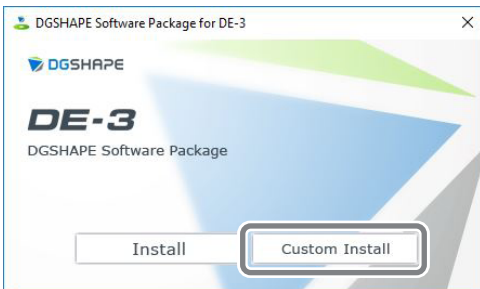 DGSHAPE Software Package for DE-3
DGSHAPE
DE-3
DGSHAPE Software Package
Install
Custom Install